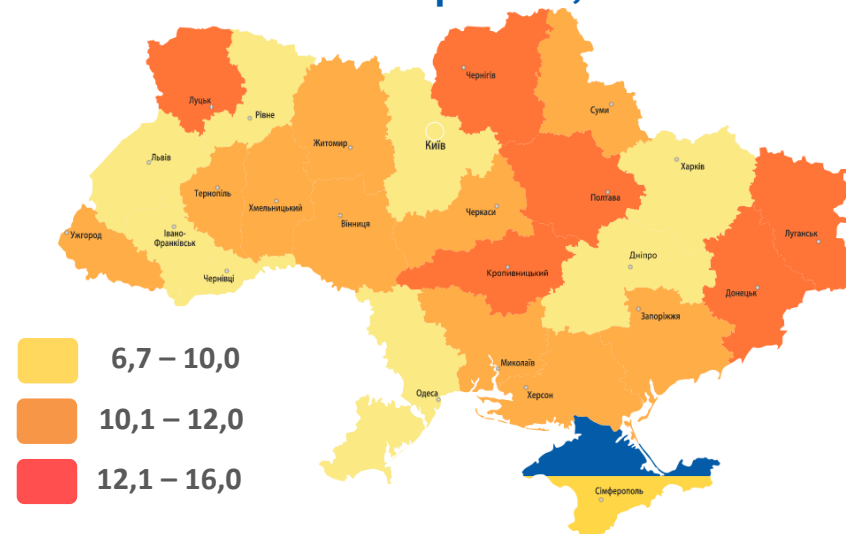 Чернігів
Луцьк
Суми
Рівне
Житомир
Київ
Львів
Харків
Тернопіль
Полтава
Хмельницький
Черкаси
Вінниця
Ужгород
Івано-
Франківськ
Луганськ
Дніпро
Чернівці
Кропивницький
Донецьк
Запоріжжя
6,7 – 10,0
Миколаїв
Херсон
Одеса
10,1 – 12,0
12,1 – 16,0
Сімферополь